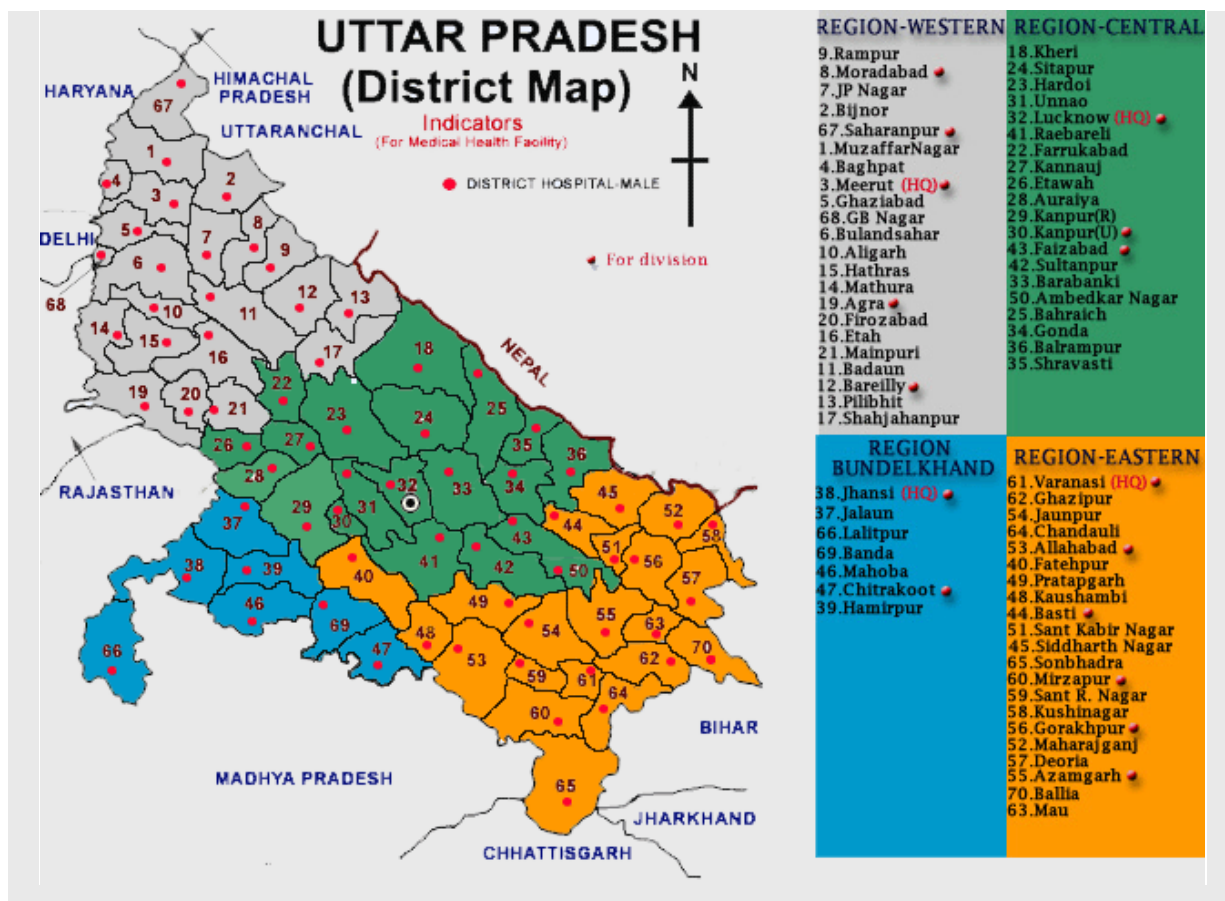 UTTAR PRADESH
(District Map)
Indicators
(For Medical Health Facility)
DISTRICT HOSPITAL-MALE
N
For division
HARYANA
HIMACHAL
PRADESH
UTTARANCHAL
DELHI
NEPAL
RAJASTHAN
MADHYA PRADESH
BIHAR
JHARKHAND
CHHATTISGARH
67
1
2
4
3
5
7
8
9
6
68
10
11
12
13
14
15
16
17
18
19
20
21
22
23
24
25
26
27
28
29
30
31
32
33
34
35
36
37
38
39
40
41
42
43
44
45
46
47
48
49
50
51
52
53
54
55
56
57
58
59
60
61
62
63
64
65
66
69
70
REGION-WESTERN
9.Rampur
8.Moradabad
7.JP Nagar
2.Bijnor
67.Saharanpur
1.MuzaffarNagar
4.Baghpat
3.Meerut (HQ)
5.Ghaziabad
68.GB Nagar
6.Bulandsahar
10.Aligarh
15.Hathras
14.Mathura
19.Agra
20.Firozabad
16.Etah
21.Mainpuri
11.Badaun
12.Bareilly
13.Pilibhit
17.Shahjahanpur
REGION-CENTRAL
18.Kheri
24.Sitapur
23.Hardoi
31.Unnao
32.Lucknow (HQ)
41.Raebareli
22.Farrukabad
27.Kannauj
26.Etawah
28.Auraiya
29.Kanpur(R)
30.Kanpur(U)
43.Faizabad
42.Sultanpur
33.Barabanki
50.Ambedkar Nagar
25.Bahraich
34.Gonda
36.Balrampur
35.Shravasti
REGION
BUNDELKHAND
38.Jhansi (HQ)
37.Jalaun
66.Lalitpur
69.Banda
46.Mahoba
47.Chitrakoot
39.Hamirpur
REGION-EASTERN
61.Varanasi (HQ)
62.Ghazipur
54.Jaunpur
64.Chandauli
53.Allahabad
40.Fatehpur
49.Pratapgarh
48.Kaushambi
44.Basti
51.Sant Kabir Nagar
45.Siddharth Nagar
65.Sonbhadra
60.Mirzapur
59.Sant R. Nagar
58.Kushinagar
56.Gorakhpur
52.Maharajganj
57.Deoria
55.Azamgarh
70.Ballia
63.Mau